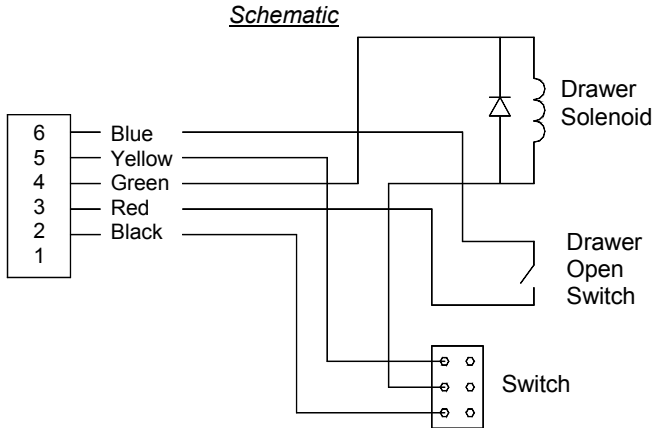 Schematic
6 Blue
5 Yellow
4 Green
3 Red
2 Black
1
Drawer
Solenoid
Drawer
Open
Switch
Switch